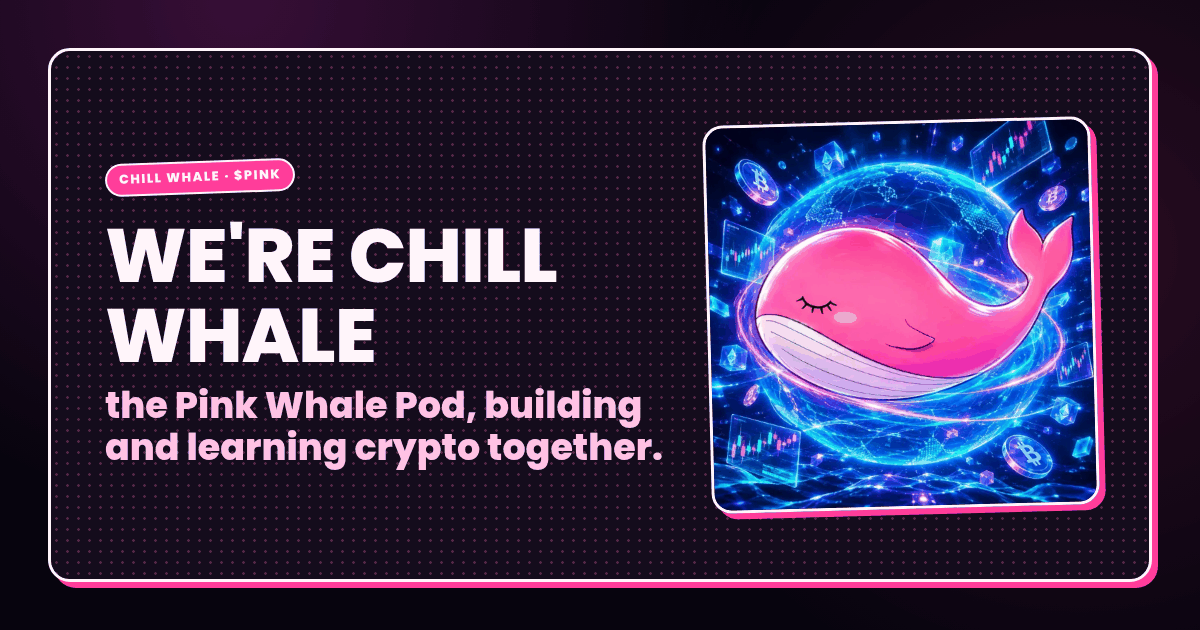 CHILL WHALE · $PINK
WE'RE CHILL
WHALE
the Pink Whale Pod, building
and learning crypto together.